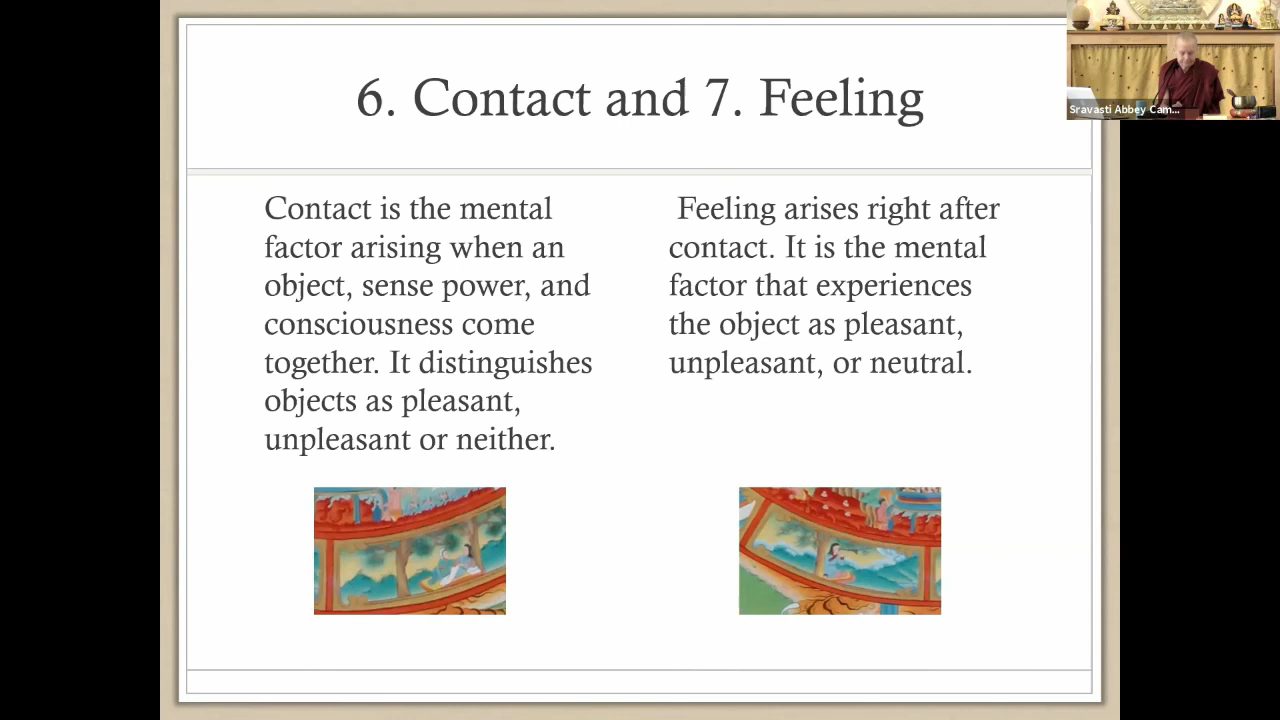 6. Contact and 7. Feeling
Contact is the mental
factor arising when an
object, sense power, and
consciousness come
together. It distinguishes
objects as pleasant,
unpleasant or neither.
Feeling arises right after
contact. It is the mental
factor that experiences
the object as pleasant,
unpleasant, or neutral.
Sravasti Abbey Cam...